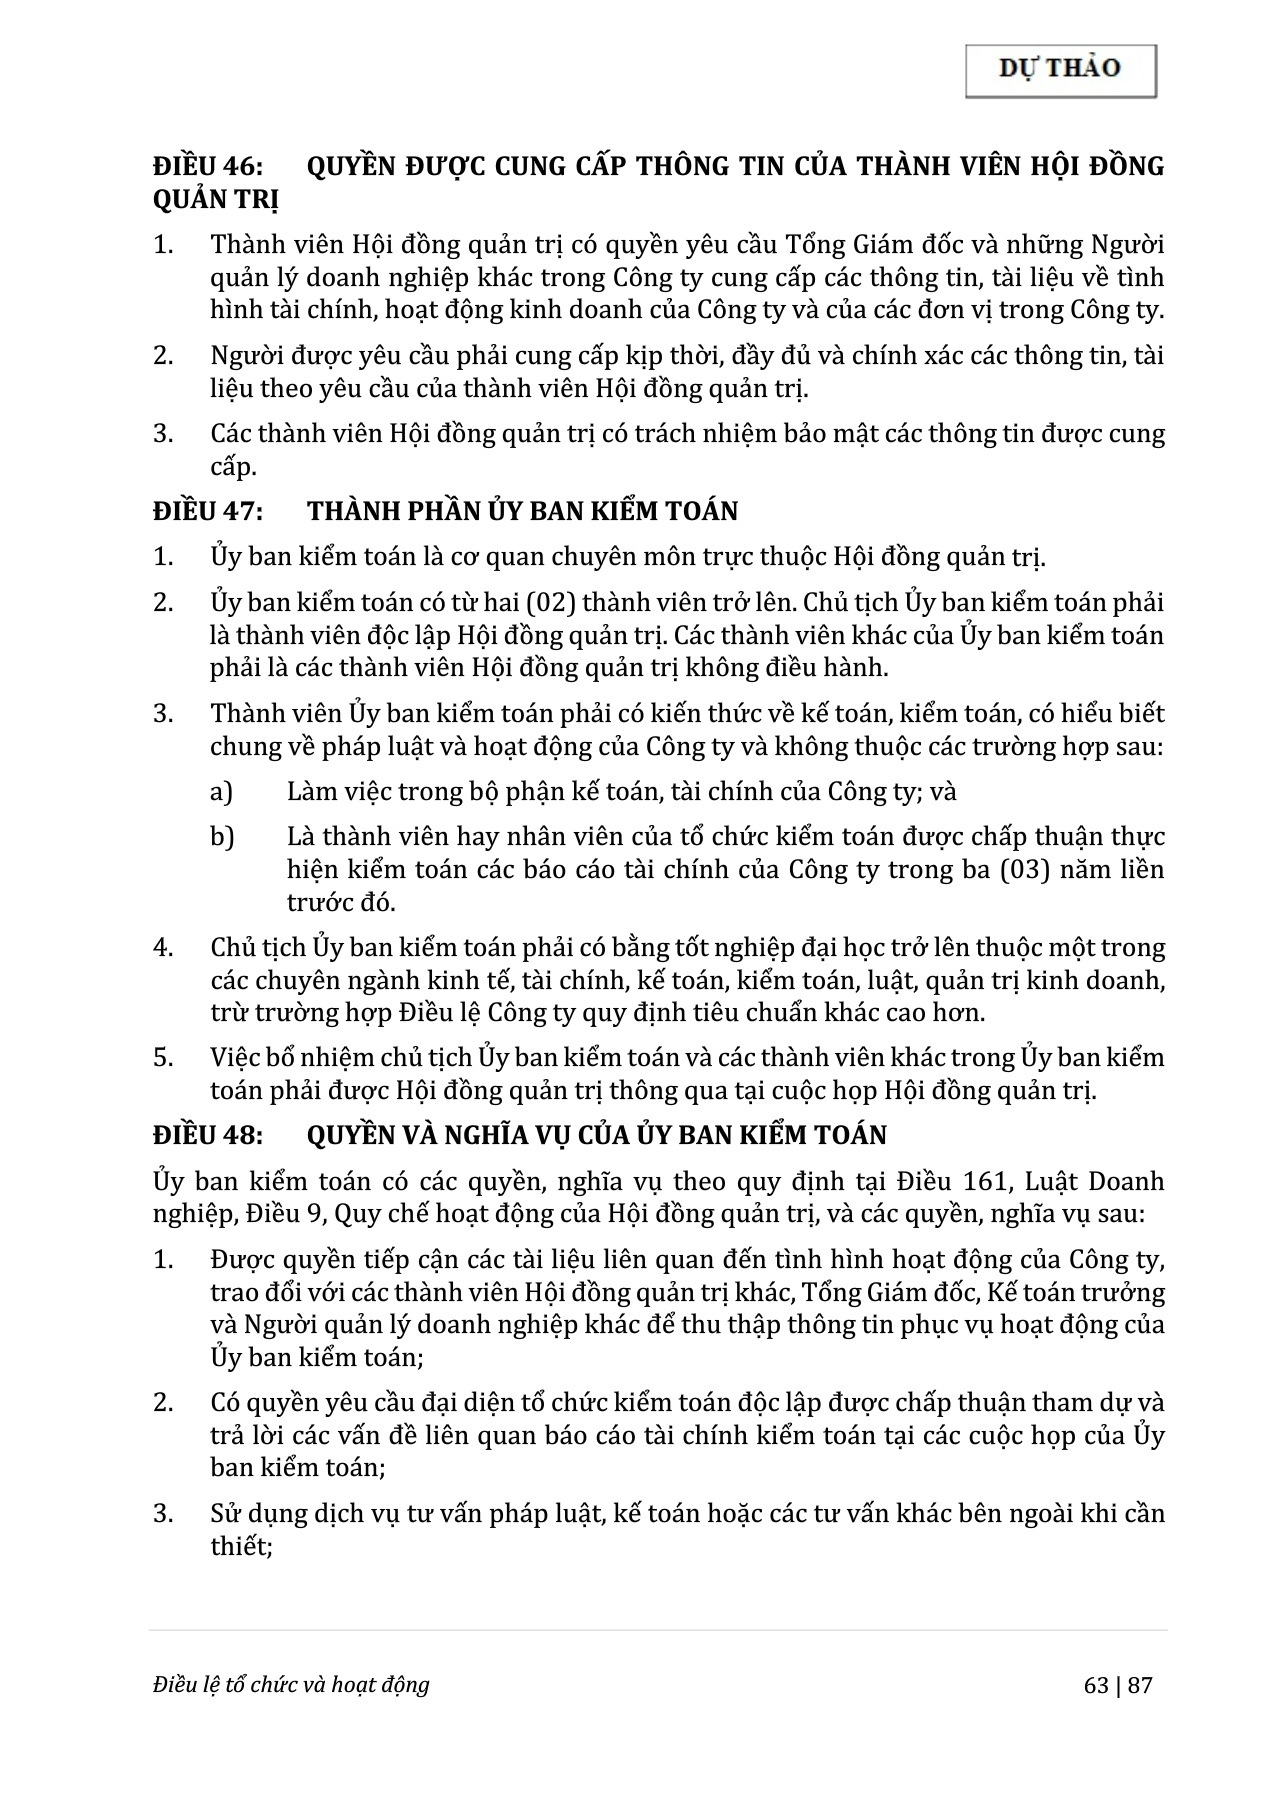 DỰ THẢO
ĐIỀU 46: QUYỀN ĐƯỢC CUNG CẤP THÔNG TIN CỦA THÀNH VIÊN HỘI ĐỒNG
QUẢN TRỊ
1. Thành viên Hội đồng quản trị có quyền yêu cầu Tổng Giám đốc và những Người
quản lý doanh nghiệp khác trong Công ty cung cấp các thông tin, tài liệu về tình
hình tài chính, hoạt động kinh doanh của Công ty và của các đơn vị trong Công ty.
2. Người được yêu cầu phải cung cấp kịp thời, đầy đủ và chính xác các thông tin, tài
liệu theo yêu cầu của thành viên Hội đồng quản trị.
3. Các thành viên Hội đồng quản trị có trách nhiệm bảo mật các thông tin được cung
cấp.
ĐIỀU 47: THÀNH PHẦN ỦY BAN KIỂM TOÁN
1. Ủy ban kiểm toán là cơ quan chuyên môn trực thuộc Hội đồng quản trị.
2. Ủy ban kiểm toán có từ hai (02) thành viên trở lên. Chủ tịch Ủy ban kiểm toán phải
là thành viên độc lập Hội đồng quản trị. Các thành viên khác của Ủy ban kiểm toán
phải là các thành viên Hội đồng quản trị không điều hành.
3. Thành viên Ủy ban kiểm toán phải có kiến thức về kế toán, kiểm toán, có hiểu biết
chung về pháp luật và hoạt động của Công ty và không thuộc các trường hợp sau:
a) Làm việc trong bộ phận kế toán, tài chính của Công ty; và
b) Là thành viên hay nhân viên của tổ chức kiểm toán được chấp thuận thực
hiện kiểm toán các báo cáo tài chính của Công ty trong ba (03) năm liền
trước đó.
4. Chủ tịch Ủy ban kiểm toán phải có bằng tốt nghiệp đại học trở lên thuộc một trong
các chuyên ngành kinh tế, tài chính, kế toán, kiểm toán, luật, quản trị kinh doanh,
trừ trường hợp Điều lệ Công ty quy định tiêu chuẩn khác cao hơn.
5. Việc bổ nhiệm chủ tịch Ủy ban kiểm toán và các thành viên khác trong Ủy ban kiểm
toán phải được Hội đồng quản trị thông qua tại cuộc họp Hội đồng quản trị.
ĐIỀU 48: QUYỀN VÀ NGHĨA VỤ CỦA ỦY BAN KIỂM TOÁN
Ủy ban kiểm toán có các quyền, nghĩa vụ theo quy định tại Điều 161, Luật Doanh
nghiệp, Điều 9, Quy chế hoạt động của Hội đồng quản trị, và các quyền, nghĩa vụ sau:
1. Được quyền tiếp cận các tài liệu liên quan đến tình hình hoạt động của Công ty,
trao đổi với các thành viên Hội đồng quản trị khác, Tổng Giám đốc, Kế toán trưởng
và Người quản lý doanh nghiệp khác để thu thập thông tin phục vụ hoạt động của
Ủy ban kiểm toán;
2. Có quyền yêu cầu đại diện tổ chức kiểm toán độc lập được chấp thuận tham dự và
trả lời các vấn đề liên quan báo cáo tài chính kiểm toán tại các cuộc họp của Ủy
ban kiểm toán;
3. Sử dụng dịch vụ tư vấn pháp luật, kế toán hoặc các tư vấn khác bên ngoài khi cần
thiết;
Điều lệ tổ chức và hoạt động 63 | 87